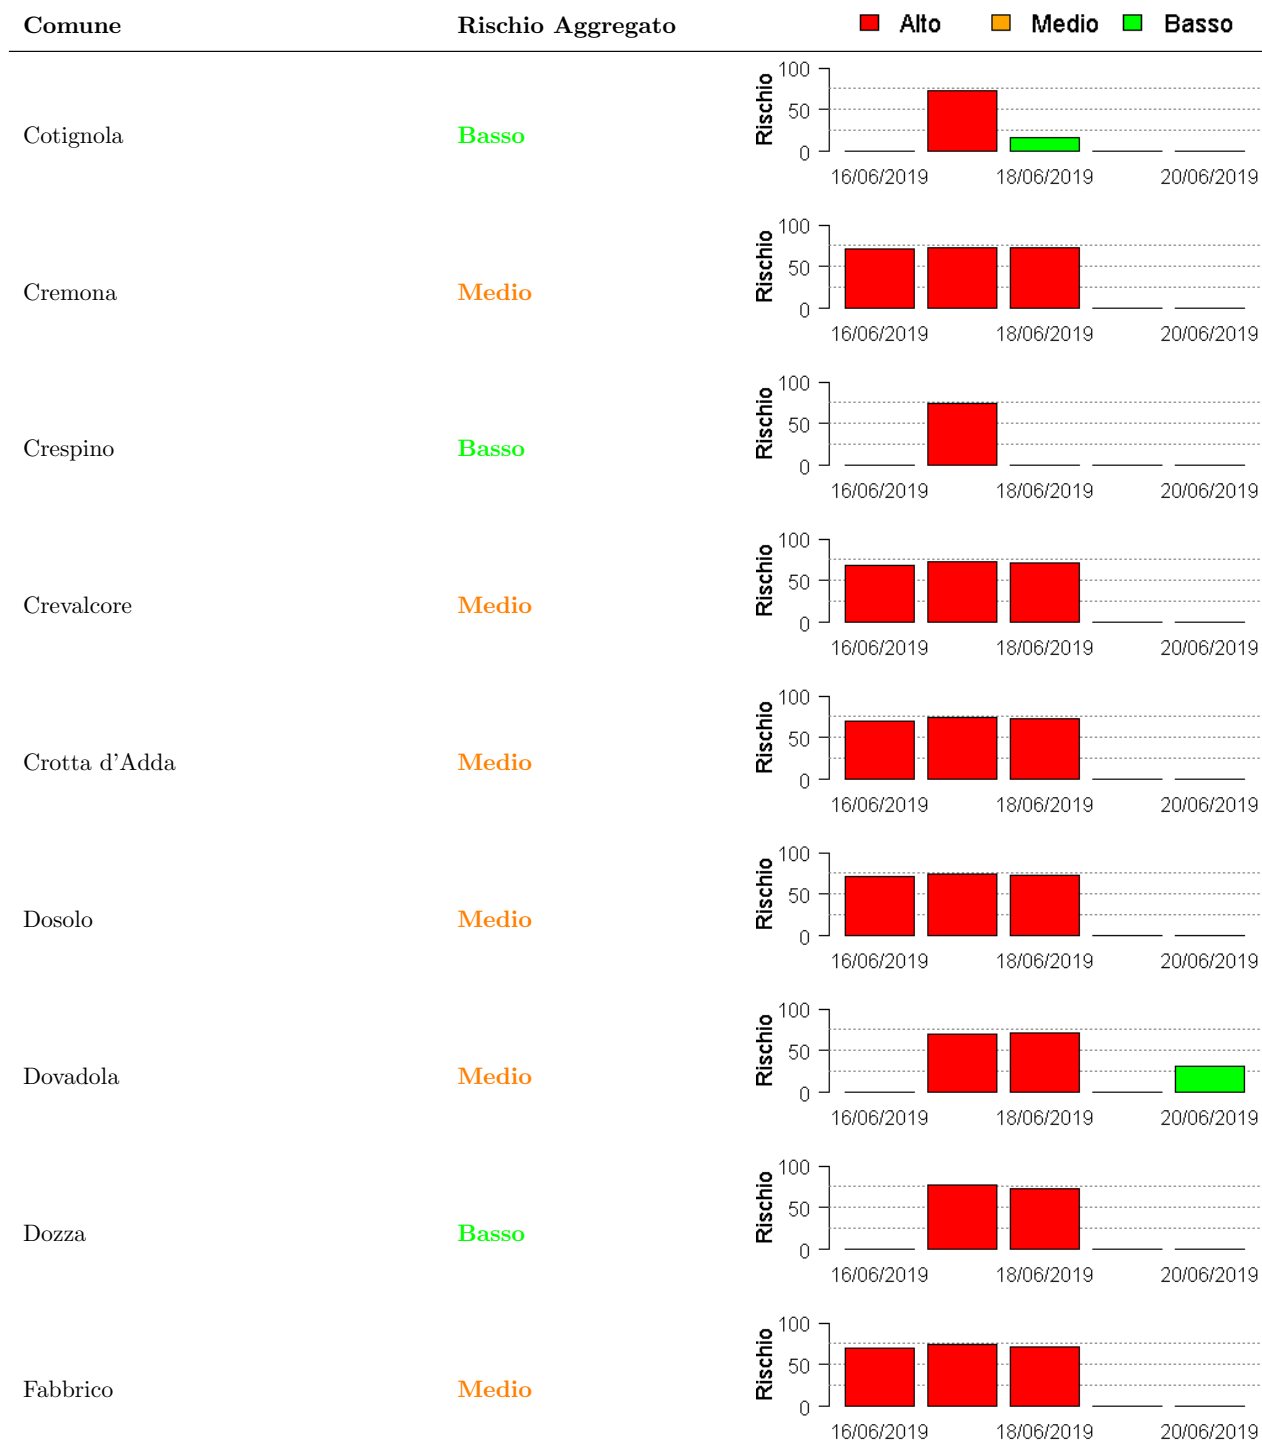 Comune Rischio Aggregato Alto Medio Basso
100
50
0
Rischio
Cotignola Basso
16/06/2019 18/06/2019 20/06/2019
100
50
0
Rischio
Cremona Medio
16/06/2019 18/06/2019 20/06/2019
100
50
0
Rischio
Crespino Basso
16/06/2019 18/06/2019 20/06/2019
100
50
0
Rischio
Crevalcore Medio
16/06/2019 18/06/2019 20/06/2019
100
50
0
Rischio
Crotta d'Adda Medio
16/06/2019 18/06/2019 20/06/2019
100
50
0
Rischio
Dosolo Medio
16/06/2019 18/06/2019 20/06/2019
100
50
0
Rischio
Dovadola Medio
16/06/2019 18/06/2019 20/06/2019
100
50
0
Rischio
Dozza Basso
16/06/2019 18/06/2019 20/06/2019
100
50
0
Rischio
Fabbrico Medio
16/06/2019 18/06/2019 20/06/2019